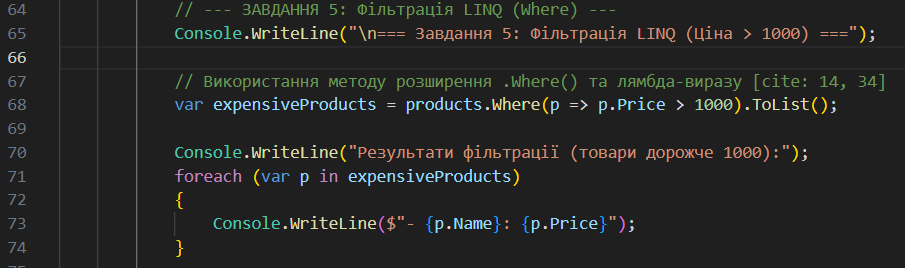 64 // --- ЗАВДАННЯ 5: Фільтрація LINQ (Where) ---
65 Console.WriteLine("\n=== Завдання 5: Фільтрація LINQ (Ціна > 1000) ===");
66
67 // Використання методу розширення .Where() та лямбда-виразу [cite: 14, 34]
68 var expensiveProducts = products.Where(p => p.Price > 1000).ToList();
69
70 Console.WriteLine("Результати фільтрації (товари дорожче 1000):");
71 foreach (var p in expensiveProducts)
72 {
73 Console.WriteLine($"- {p.Name}: {p.Price}");
74 }